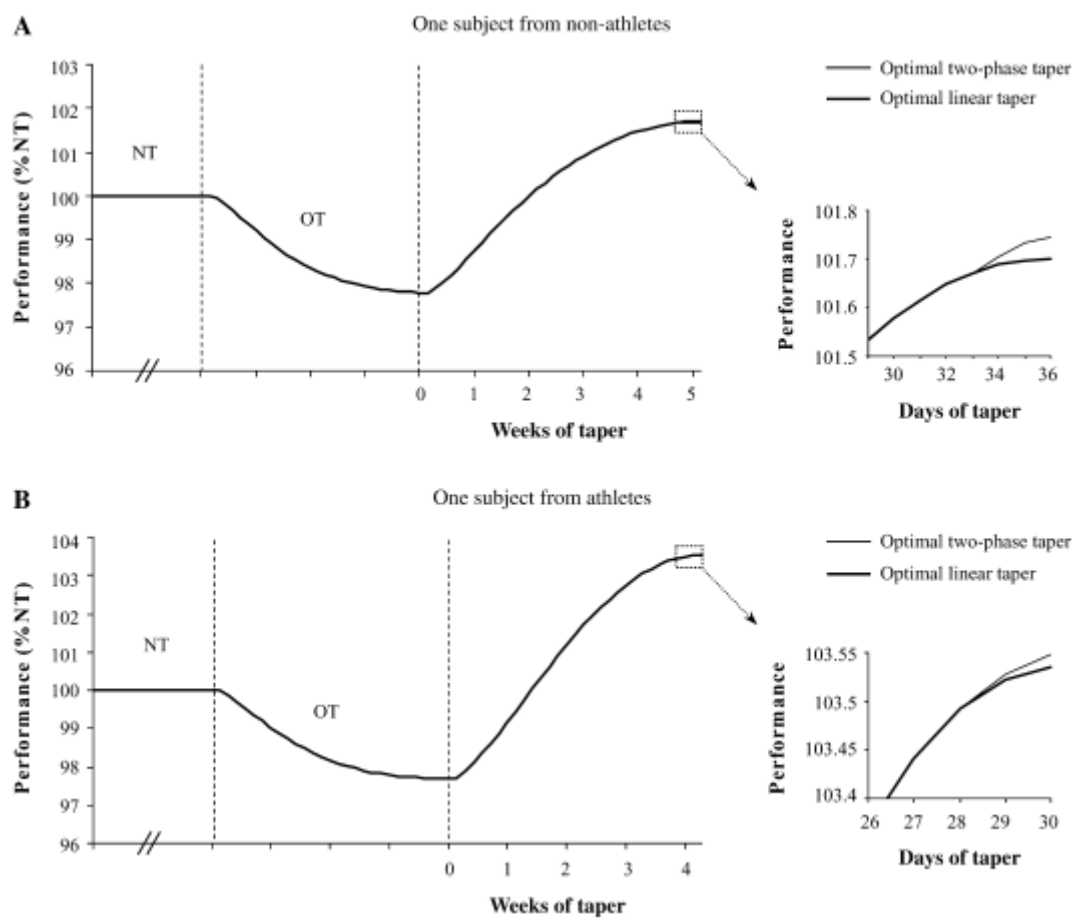 A
One subject from non-athletes
Performance (%NT)
103
102
101
100
99
98
97
96
NT
OT
0 1 2 3 4 5
Weeks of taper
Optimal two-phase taper
Optimal linear taper
Performance
101.8
101.7
101.6
101.5
30 32 34 36
Days of taper
B
One subject from athletes
Performance (%NT)
104
103
102
101
100
99
98
97
96
NT
OT
0 1 2 3 4
Weeks of taper
Optimal two-phase taper
Optimal linear taper
Performance
103.55
103.5
103.45
103.4
26 27 28 29 30
Days of taper